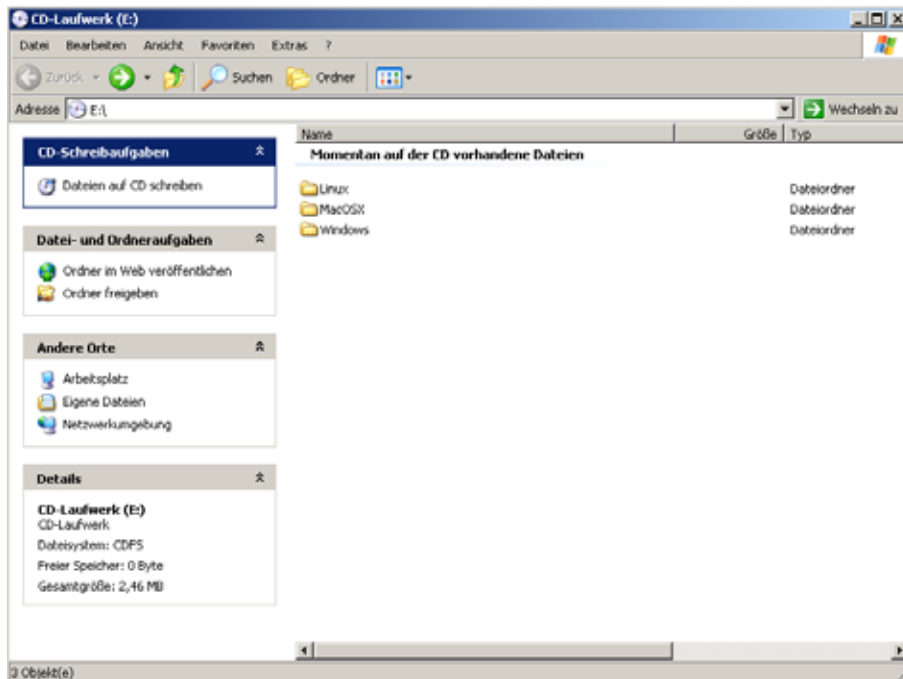 CD-Laufwerk (E:)
Datei Bearbeiten Ansicht Favoriten Extras ?
Zurück Suchen Ordner
Adresse E:\ Wechseln zu
CD-Schreibaufgaben
Dateien auf CD schreiben
Datei- und Ordneraufgaben
Ordner im Web veröffentlichen
Ordner freigeben
Andere Orte
Arbeitsplatz
Eigene Dateien
Netzwerkumgebung
Details
CD-Laufwerk (E:)
CD-Laufwerk
Dateisystem: CDFS
Freier Speicher: 0 Byte
Gesamtgröße: 2,46 MB
Name Größe Typ
Momentan auf der CD vorhandene Dateien
Linux Dateiordner
MacOSX Dateiordner
Windows Dateiordner
3 Objekt(e)